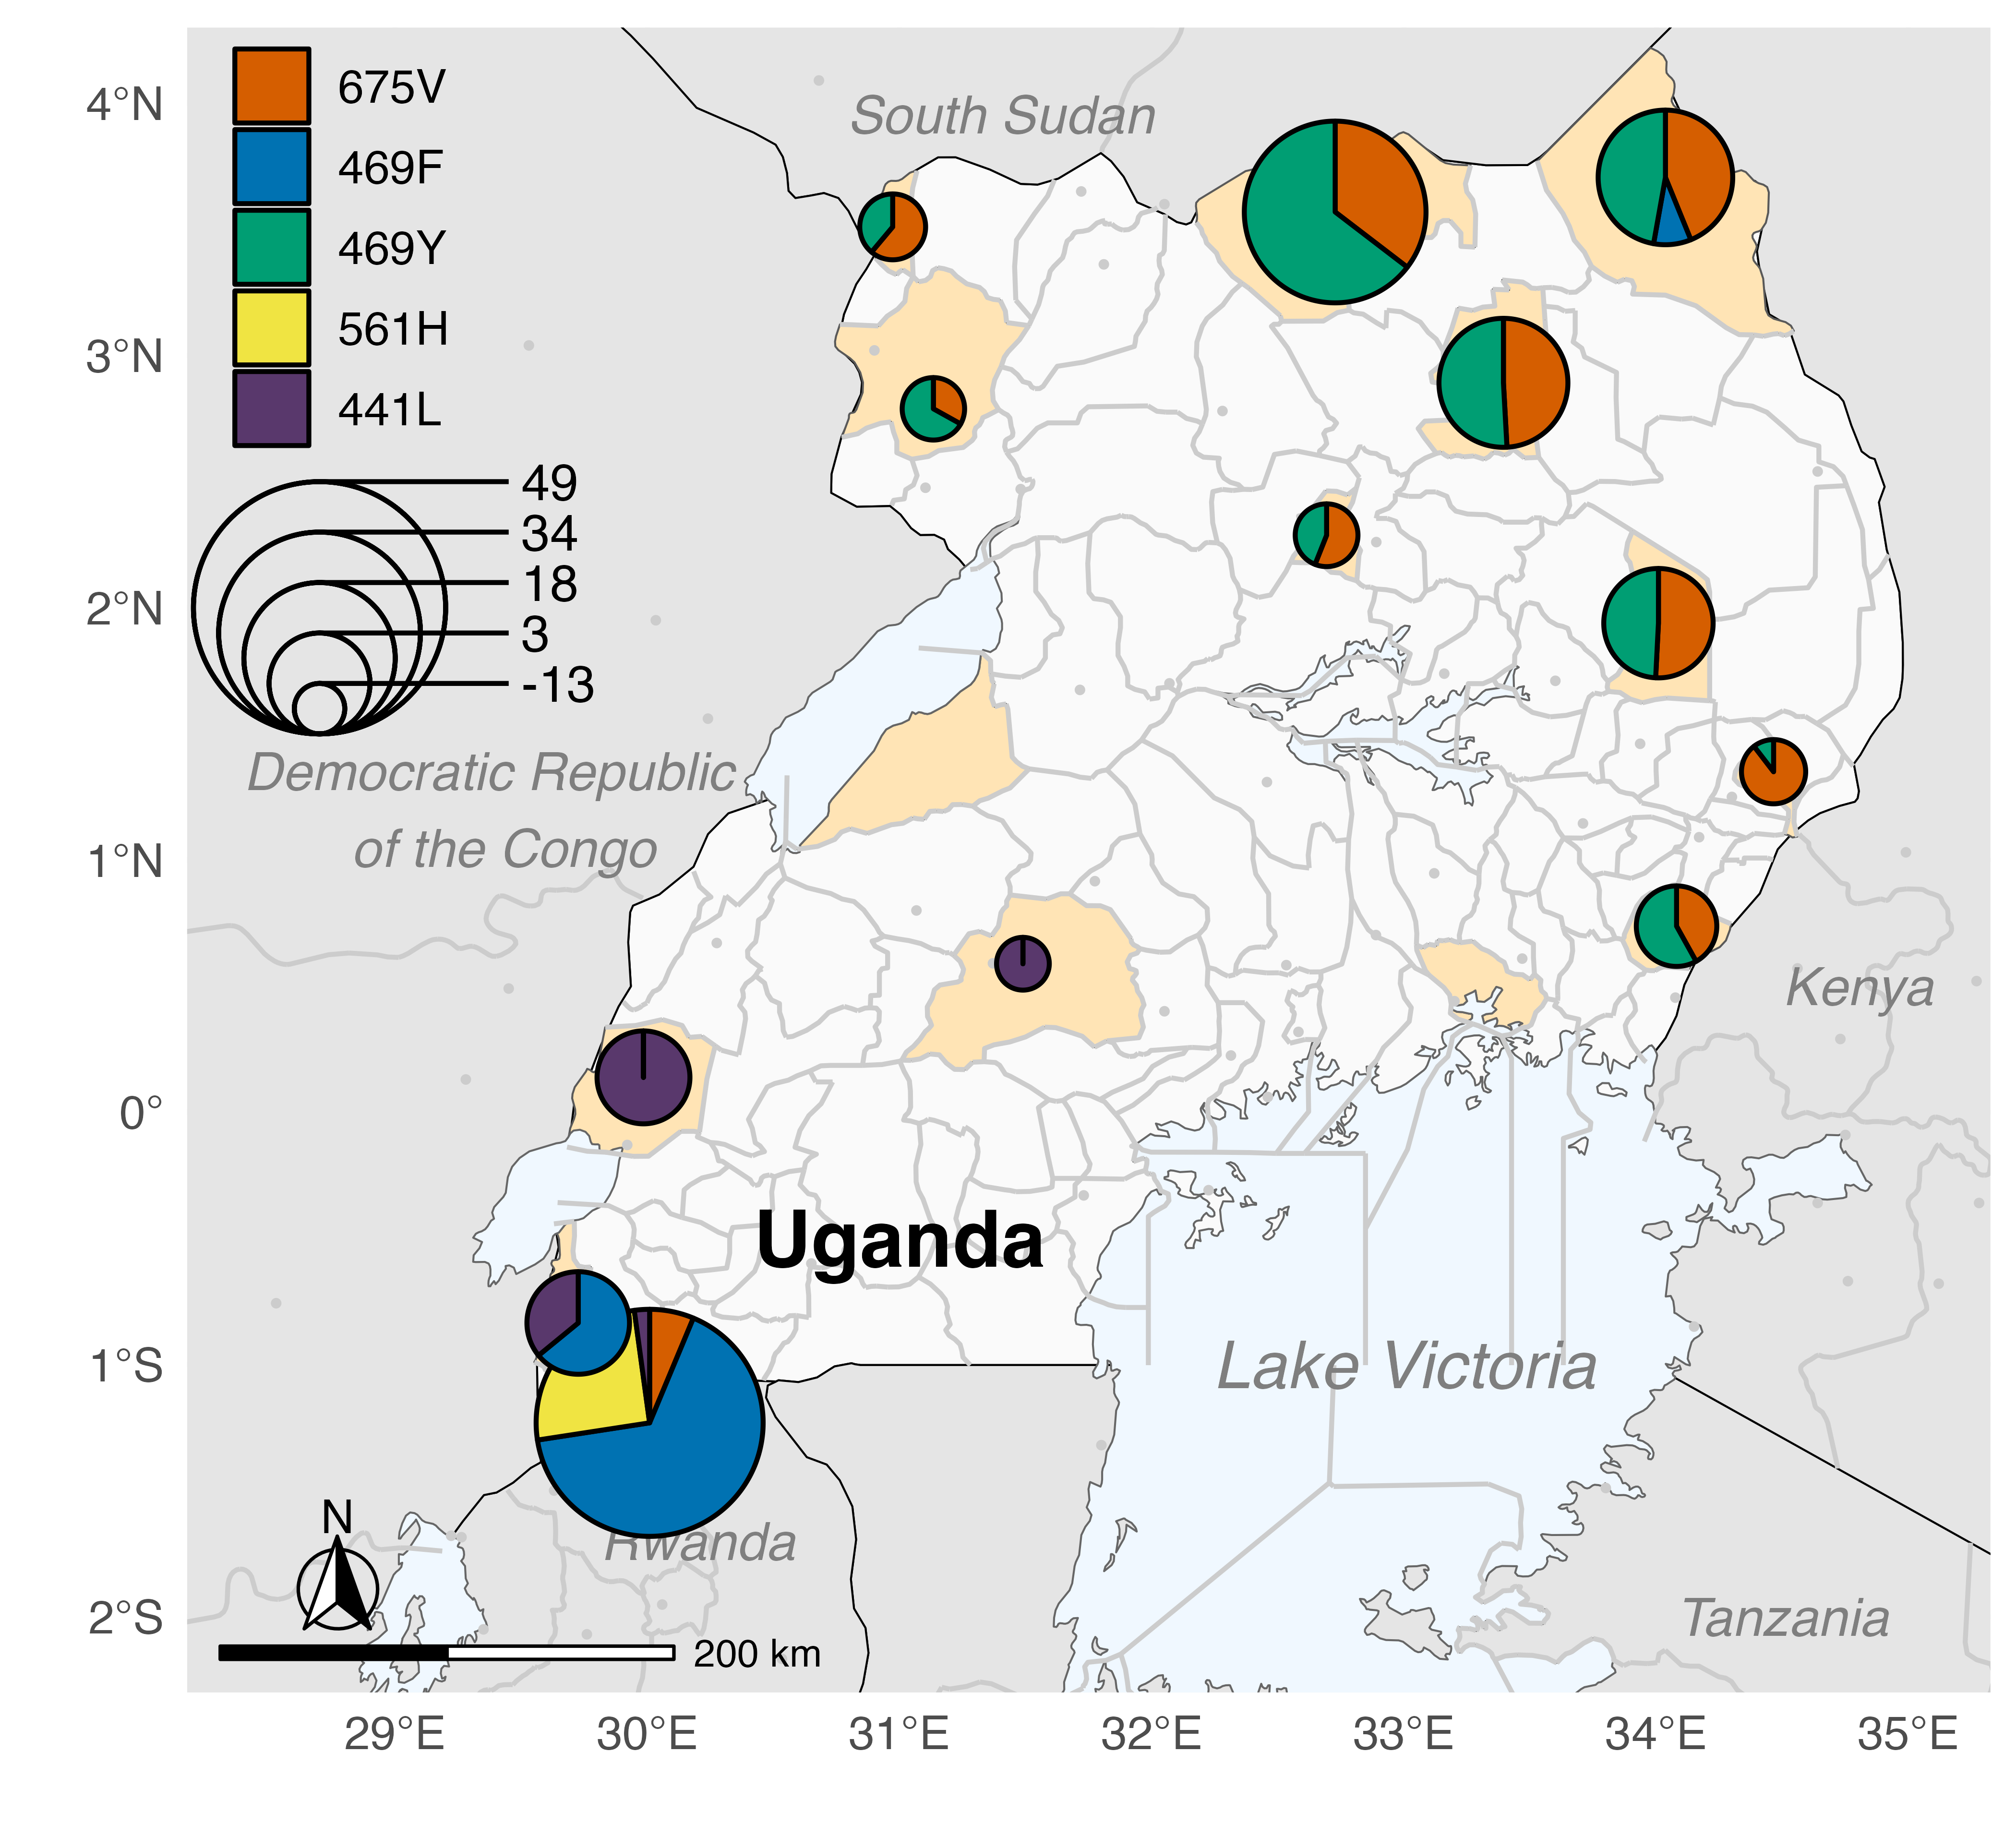 4°N
3°N
2°N
1°N
0°
1°S
2°S
675V
469F
469Y
561H
441L
49
34
18
3
-13
South Sudan
Democratic Republic
of the Congo
Kenya
Uganda
Lake Victoria
Rwanda
Tanzania
N
200 km
29°E
30°E
31°E
32°E
33°E
34°E
35°E